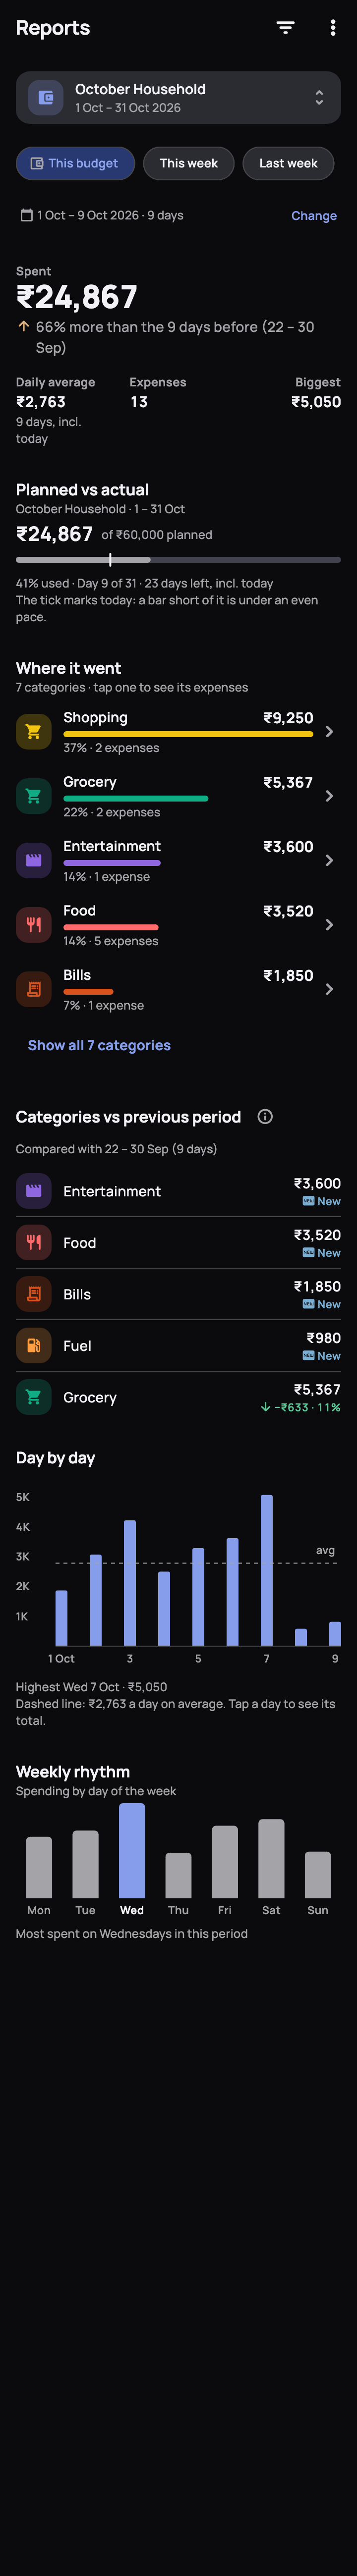 Reports
October Household
1 Oct – 31 Oct 2026
This budget
This week
Last week
1 Oct – 9 Oct 2026 · 9 days
Change
Spent
₹24,867
↑ 66% more than the 9 days before (22 – 30
Sep)
Daily average
Expenses
Biggest
₹2,763
13
₹5,050
9 days, incl.
today
Planned vs actual
October Household · 1 – 31 Oct
₹24,867 of ₹60,000 planned
41% used · Day 9 of 31 · 23 days left, incl. today
The tick marks today: a bar short of it is under an even
pace.
Where it went
7 categories · tap one to see its expenses
Shopping
₹9,250
37% · 2 expenses
Grocery
₹5,367
22% · 2 expenses
Entertainment
₹3,600
14% · 1 expense
Food
₹3,520
14% · 5 expenses
Bills
₹1,850
7% · 1 expense
Show all 7 categories
Categories vs previous period
Compared with 22 – 30 Sep (9 days)
Entertainment
₹3,600
NEW New
Food
₹3,520
NEW New
Bills
₹1,850
NEW New
Fuel
₹980
NEW New
Grocery
₹5,367
↓ −₹633 · 11%
Day by day
5K
4K
3K
2K
1K
avg
1 Oct
3
5
7
9
Highest Wed 7 Oct · ₹5,050
Dashed line: ₹2,763 a day on average. Tap a day to see its
total.
Weekly rhythm
Spending by day of the week
Mon
Tue
Wed
Thu
Fri
Sat
Sun
Most spent on Wednesdays in this period